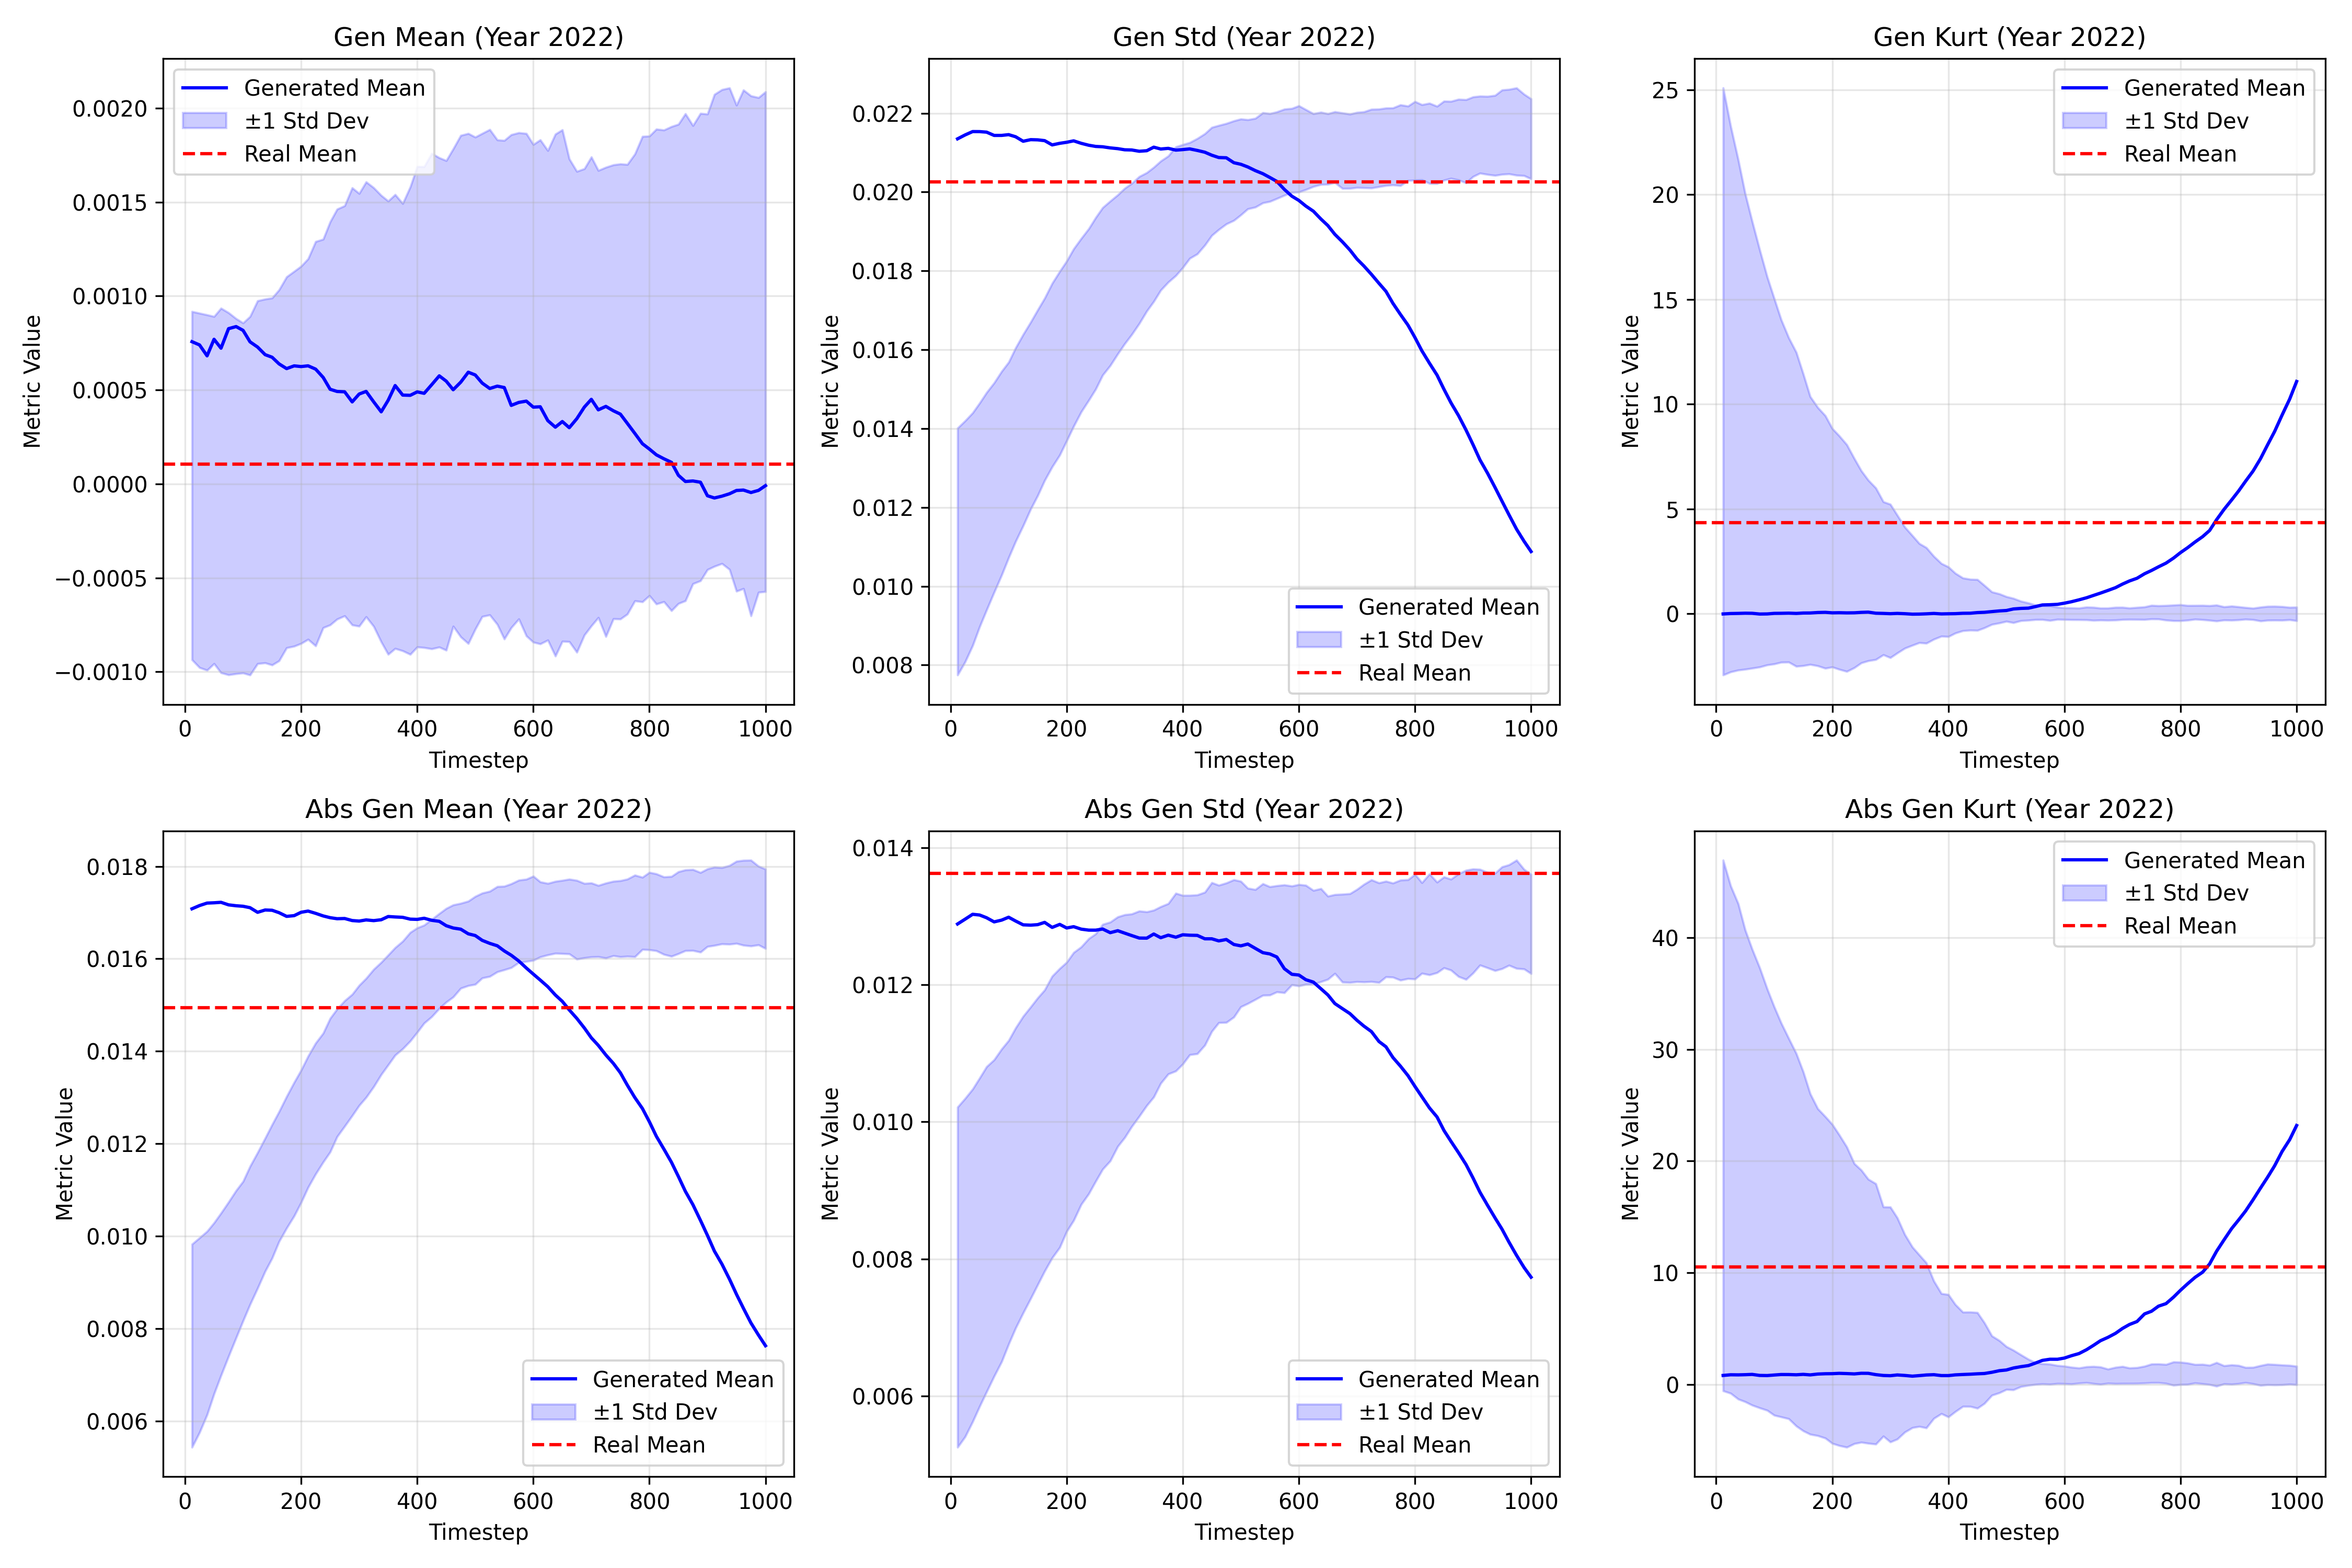 Gen Mean (Year 2022)
Metric Value
0.0020
0.0015
0.0010
0.0005
0.0000
−0.0005
−0.0010
Generated Mean
±1 Std Dev
Real Mean
0 200 400 600 800 1000
Timestep
Gen Std (Year 2022)
Metric Value
0.022
0.020
0.018
0.016
0.014
0.012
0.010
0.008
Generated Mean
±1 Std Dev
Real Mean
0 200 400 600 800 1000
Timestep
Gen Kurt (Year 2022)
Metric Value
25
20
15
10
5
0
Generated Mean
±1 Std Dev
Real Mean
0 200 400 600 800 1000
Timestep
Abs Gen Mean (Year 2022)
Metric Value
0.018
0.016
0.014
0.012
0.010
0.008
0.006
Generated Mean
±1 Std Dev
Real Mean
0 200 400 600 800 1000
Timestep
Abs Gen Std (Year 2022)
Metric Value
0.014
0.012
0.010
0.008
0.006
Generated Mean
±1 Std Dev
Real Mean
0 200 400 600 800 1000
Timestep
Abs Gen Kurt (Year 2022)
Metric Value
40
30
20
10
0
Generated Mean
±1 Std Dev
Real Mean
0 200 400 600 800 1000
Timestep